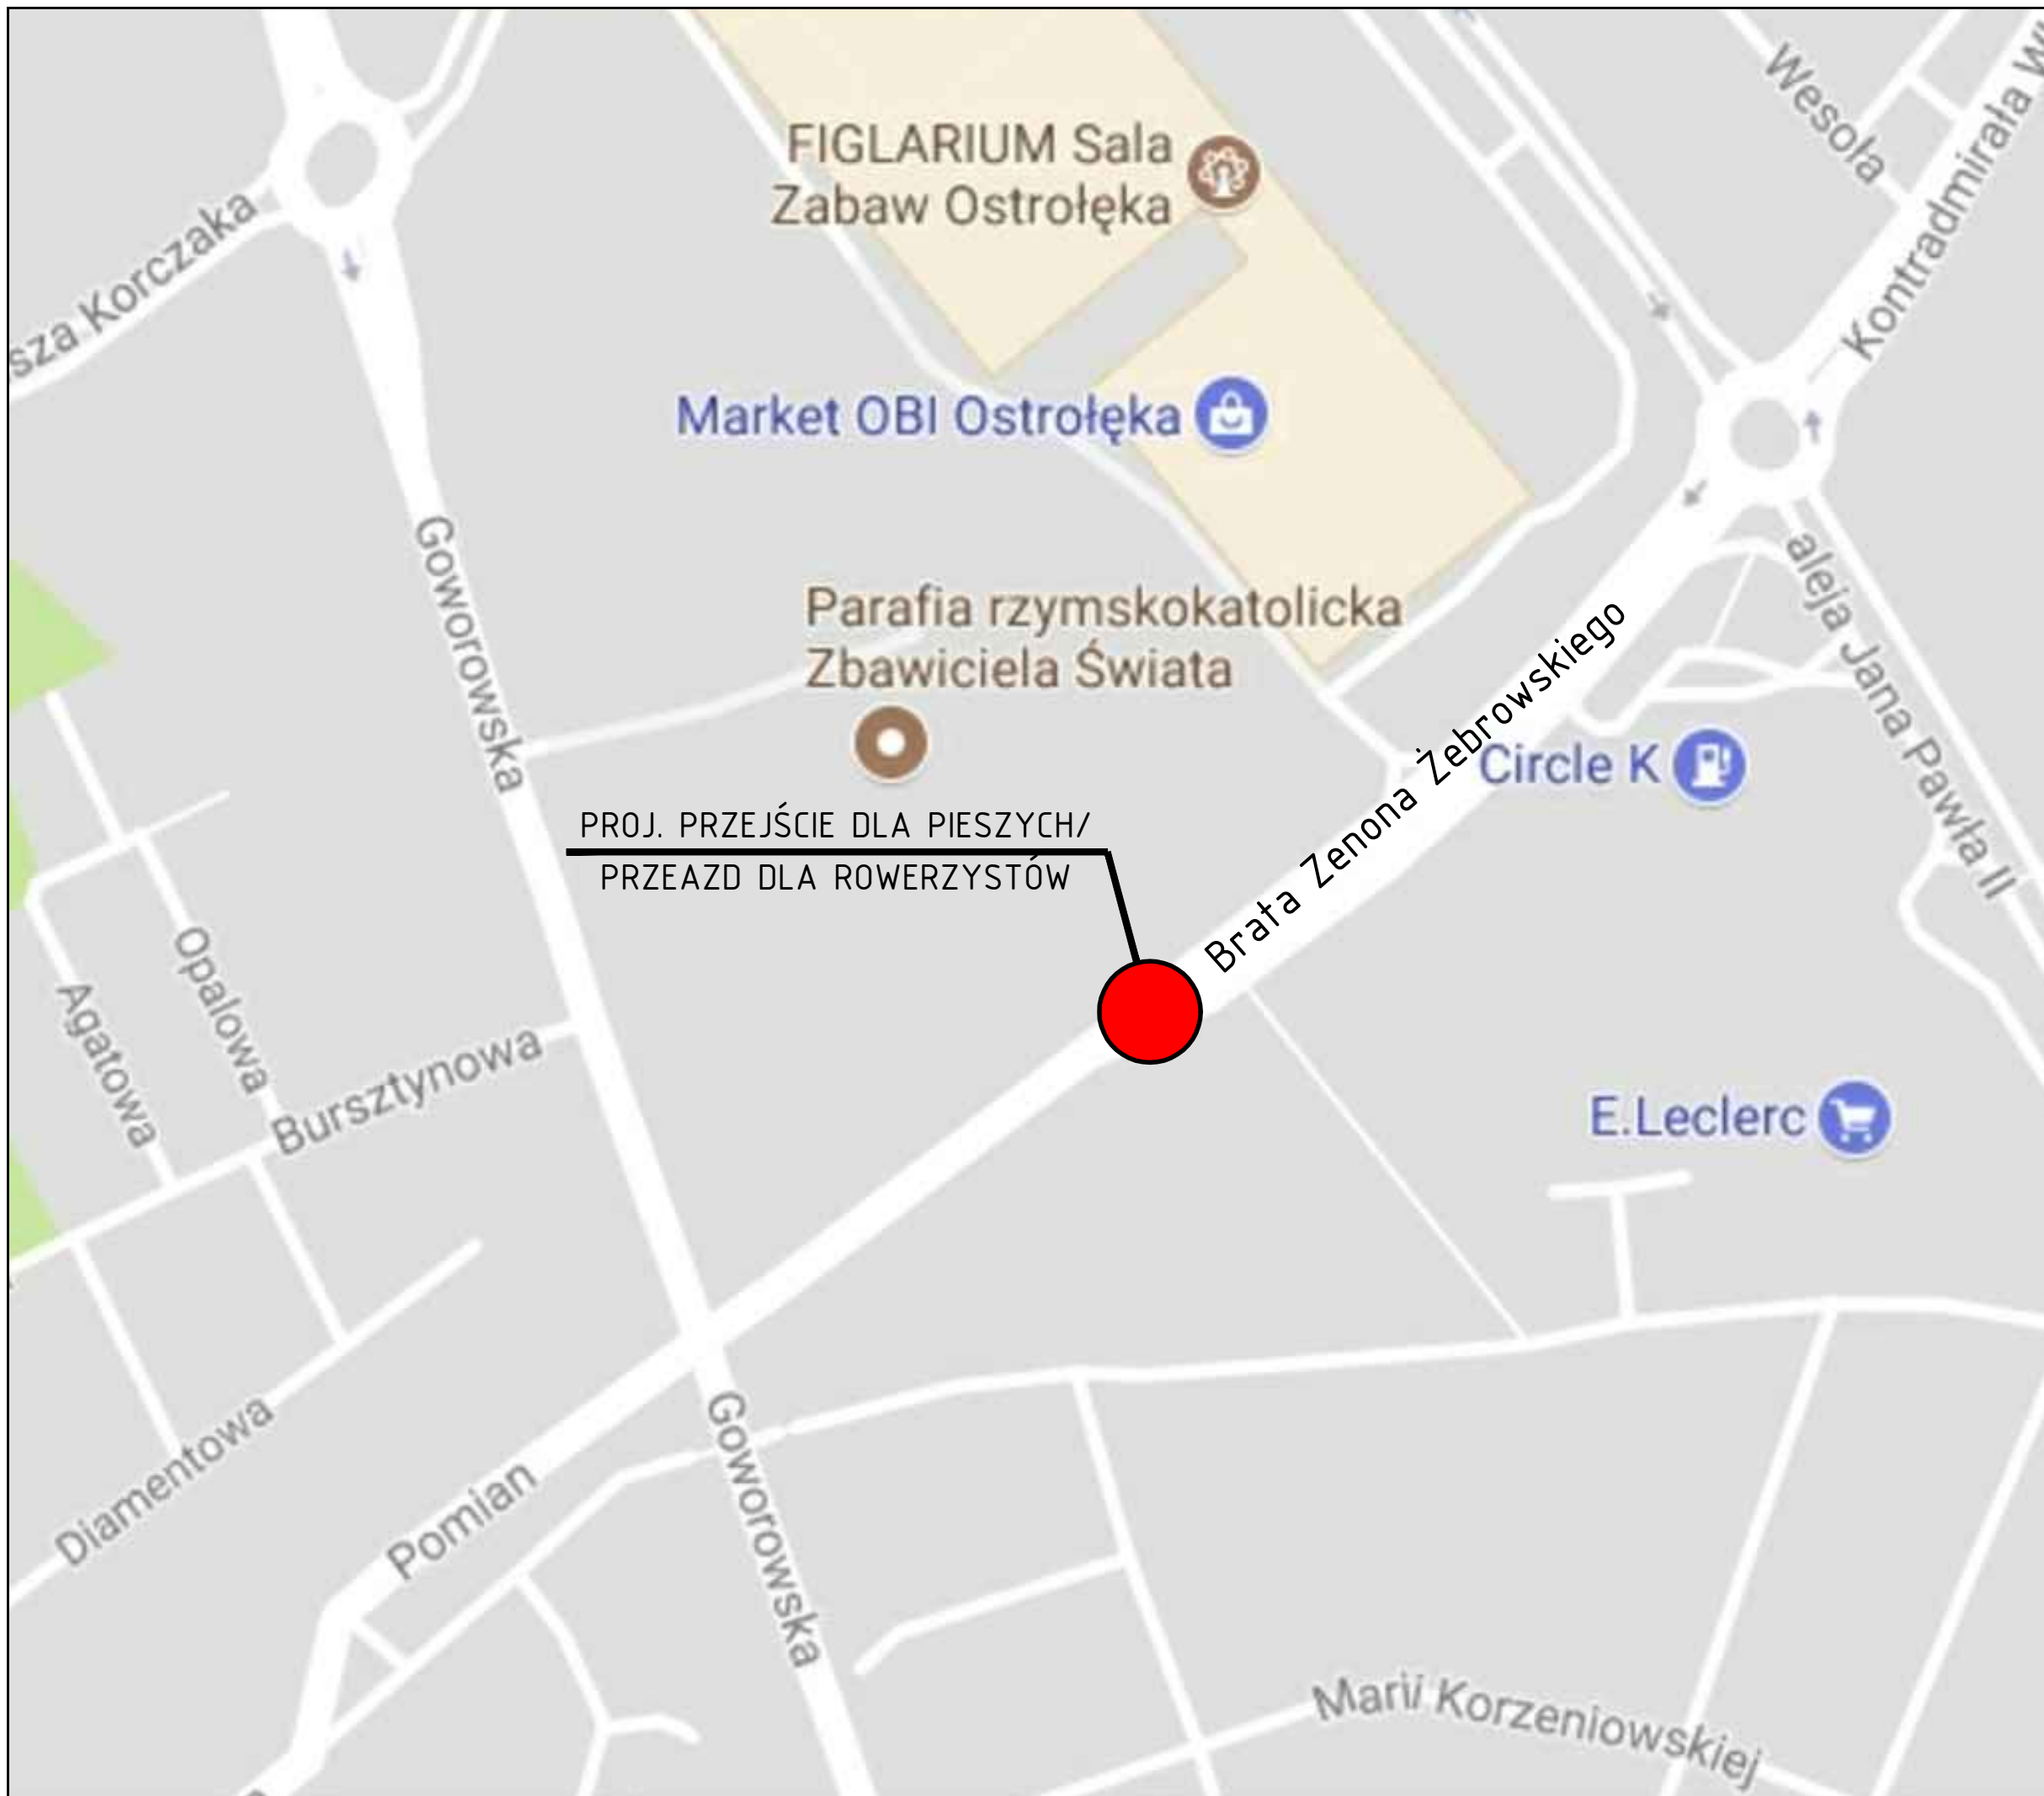 Wesoła
Kontradmirała W
FIGLARIUM Sala
Zabaw Ostrołęka
sza Korczaka
Market OBI Ostrołęka
Goworowska
aleja Jana Pawła II
Parafia rzymskokatolicka
Zbawiciela Świata
Brata Zenona Żebrowskiego
Circle K
PROJ. PRZEJŚCIE DLA PIESZYCH/
PRZEAZD DLA ROWERZYSTÓW
Opalowa
Agatowa
Bursztynowa
E.Leclerc
Diamentowa
Pomian
Goworowska
Marii Korzeniowskiej